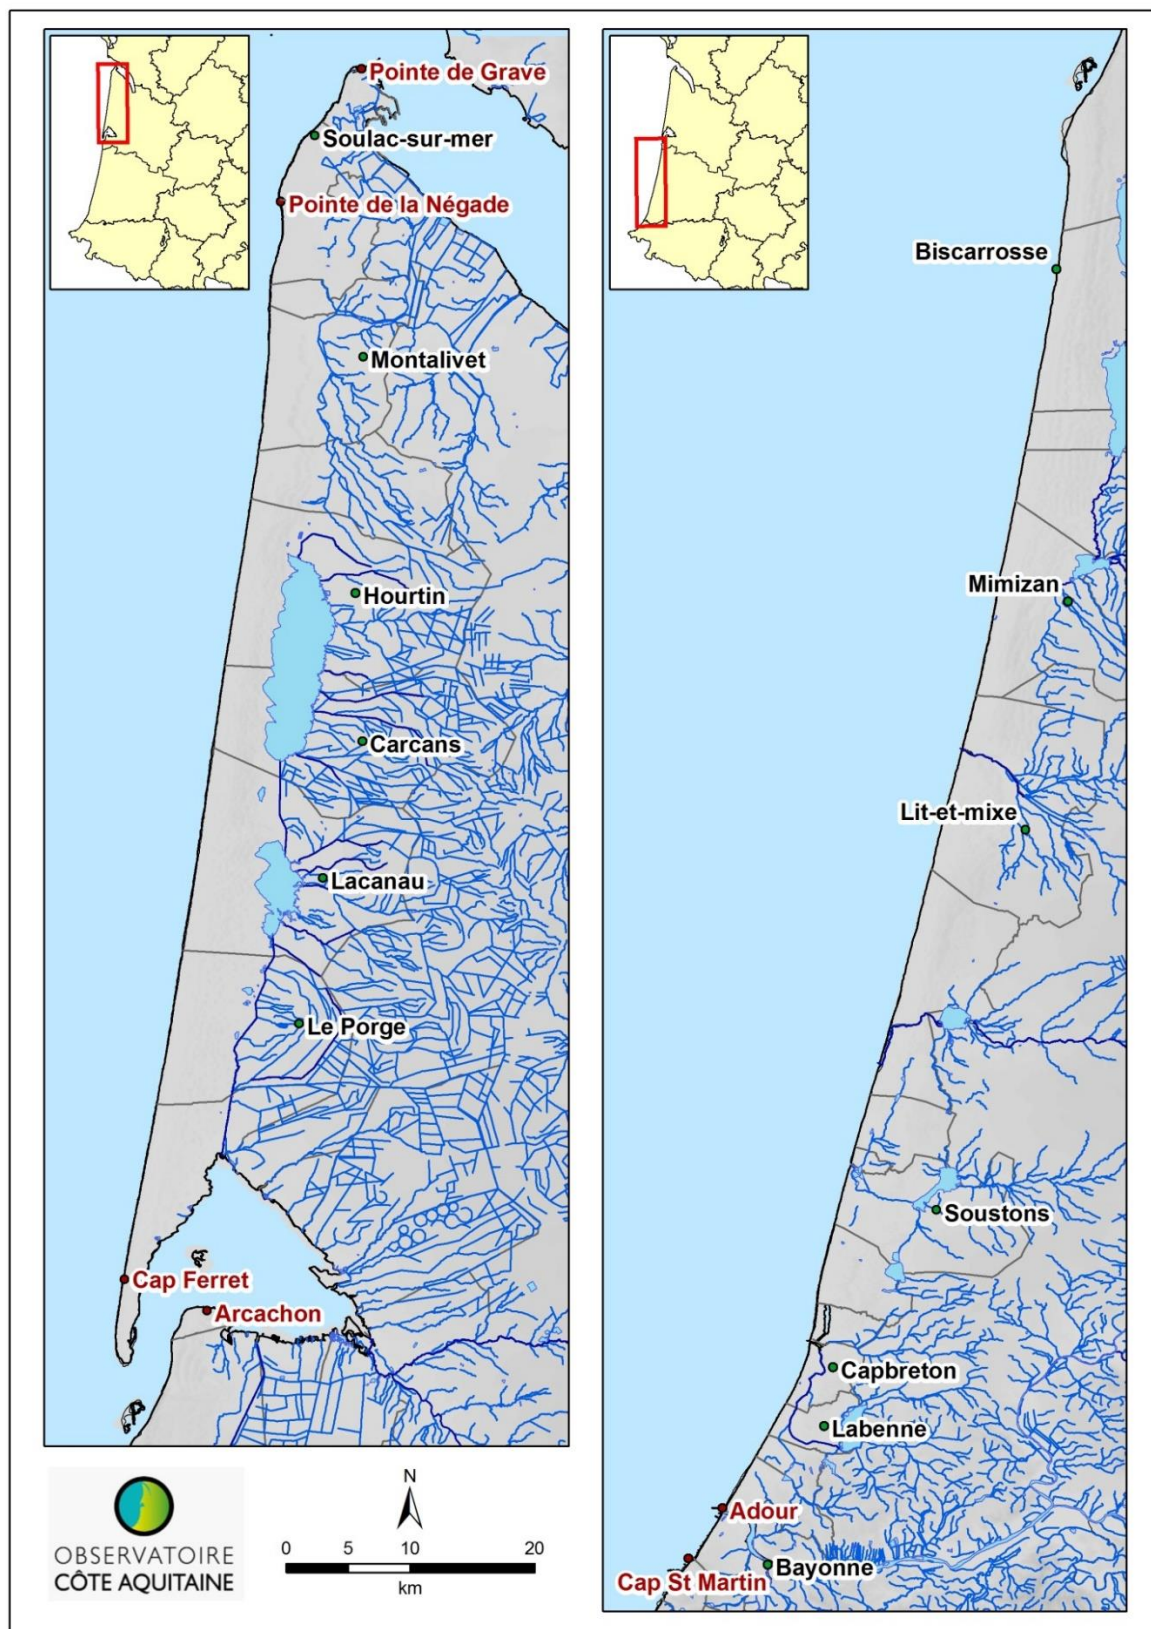 Pointe de Grave
Soulac-sur-mer
Pointe de la Négade
Montalivet
Hourtin
Carcans
Lacanau
Le Porge
Cap Ferret
Arcachon
Biscarrosse
Mimizan
Lit-et-mixe
Soustons
Capbreton
Labenne
Adour
Cap St Martin
Bayonne
OBSERVATOIRE
CÔTE AQUITAINE
N
0 5 10 20
km